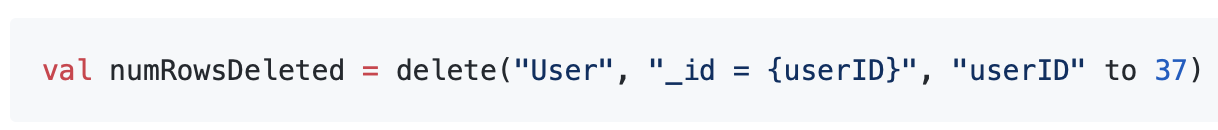 val numRowsDeleted = delete("User", "_id = {userID}", "userID" to 37)